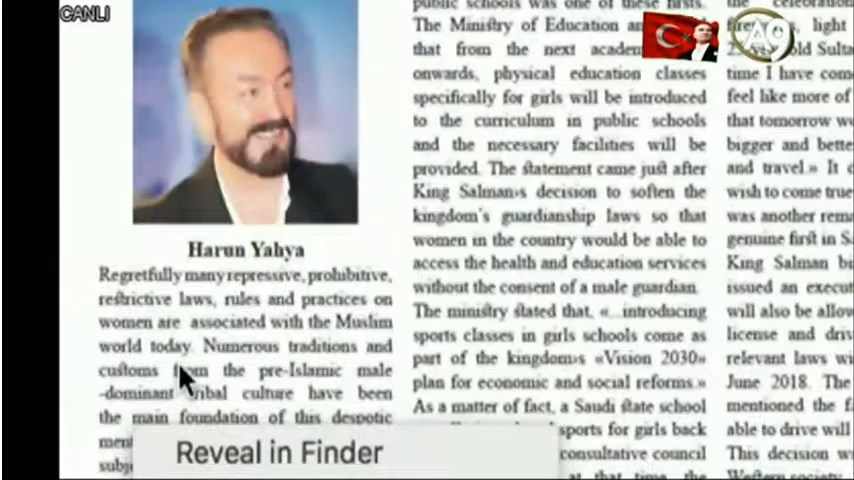 CANLI
A9
Harun Yahya
Regretfully many repressive, prohibitive,
restrictive laws, rules and practices on
women are associated with the Muslim
world today. Numerous traditions and
customs from the pre-Islamic male
-dominant tribal culture have been
the main foundation of this despotic
ment
subj
public schools was one of these firsts.
The Ministry of Education an
that from the next academ
onwards, physical education classes
specifically for girls will be introduced
to the curriculum in public schools
and the necessary facilities will be
provided. The statement came just after
King Salman›s decision to soften the
kingdom's guardianship laws so that
women in the country would be able to
access the health and education services
without the consent of a male guardian.
The ministry stated that, «…introducing
sports classes in girls schools come as
part of the kingdom›s «Vision 2030»
plan for economic and social reforms.»
As a matter of fact, a Saudi state school
sports for girls back
consultative council
at that time, the
the celebration
light
old Sulta
time I have com
feel like more of
that tomorrow w
bigger and bette
and travel.» It
wish to come true
was another rema
genuine first in S
King Salman bi
issued an execut
will also be allow
license and driv
relevant laws wi
June 2018. The
mentioned the fa
able to drive will
This decision w
Western society
Reveal in Finder